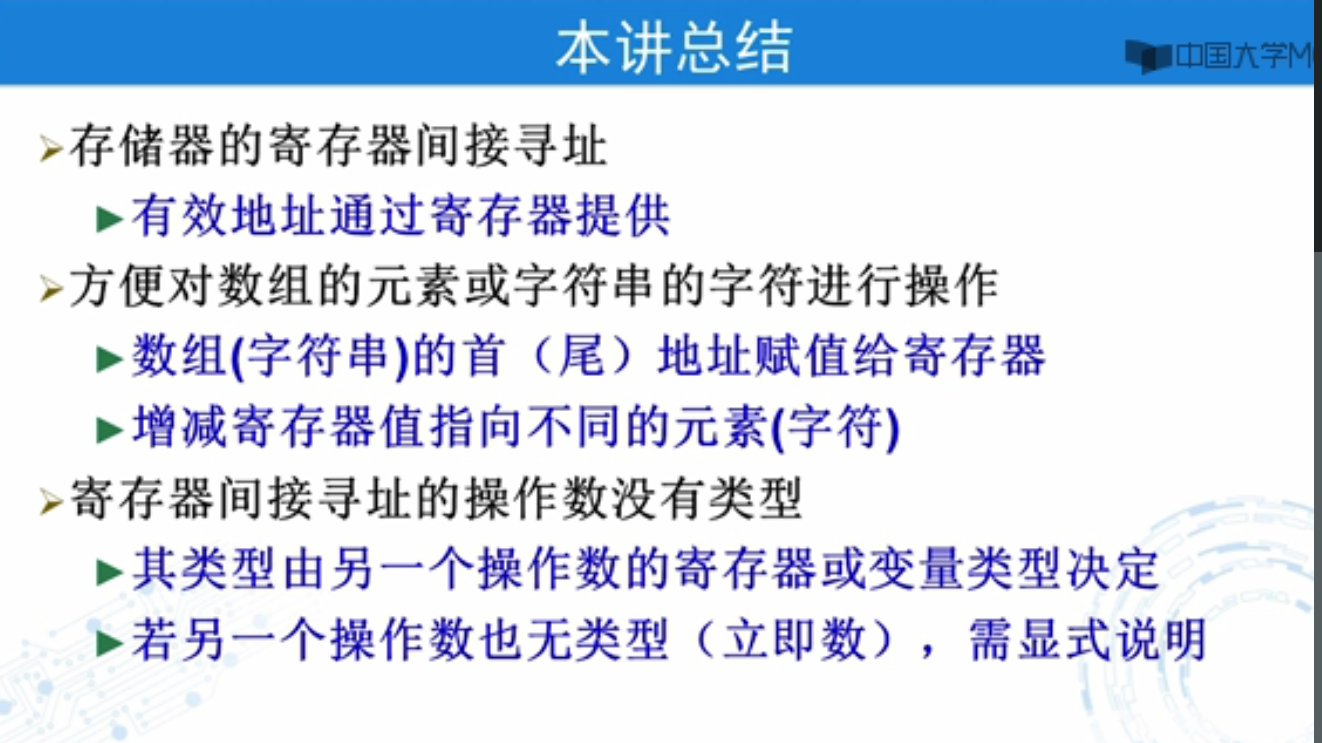 本讲总结
中国大学M
存储器的寄存器间接寻址
有效地址通过寄存器提供
方便对数组的元素或字符串的字符进行操作
数组(字符串)的首（尾）地址赋值给寄存器
增减寄存器值指向不同的元素(字符)
寄存器间接寻址的操作数没有类型
其类型由另一个操作数的寄存器或变量类型决定
若另一个操作数也无类型（立即数），需显式说明